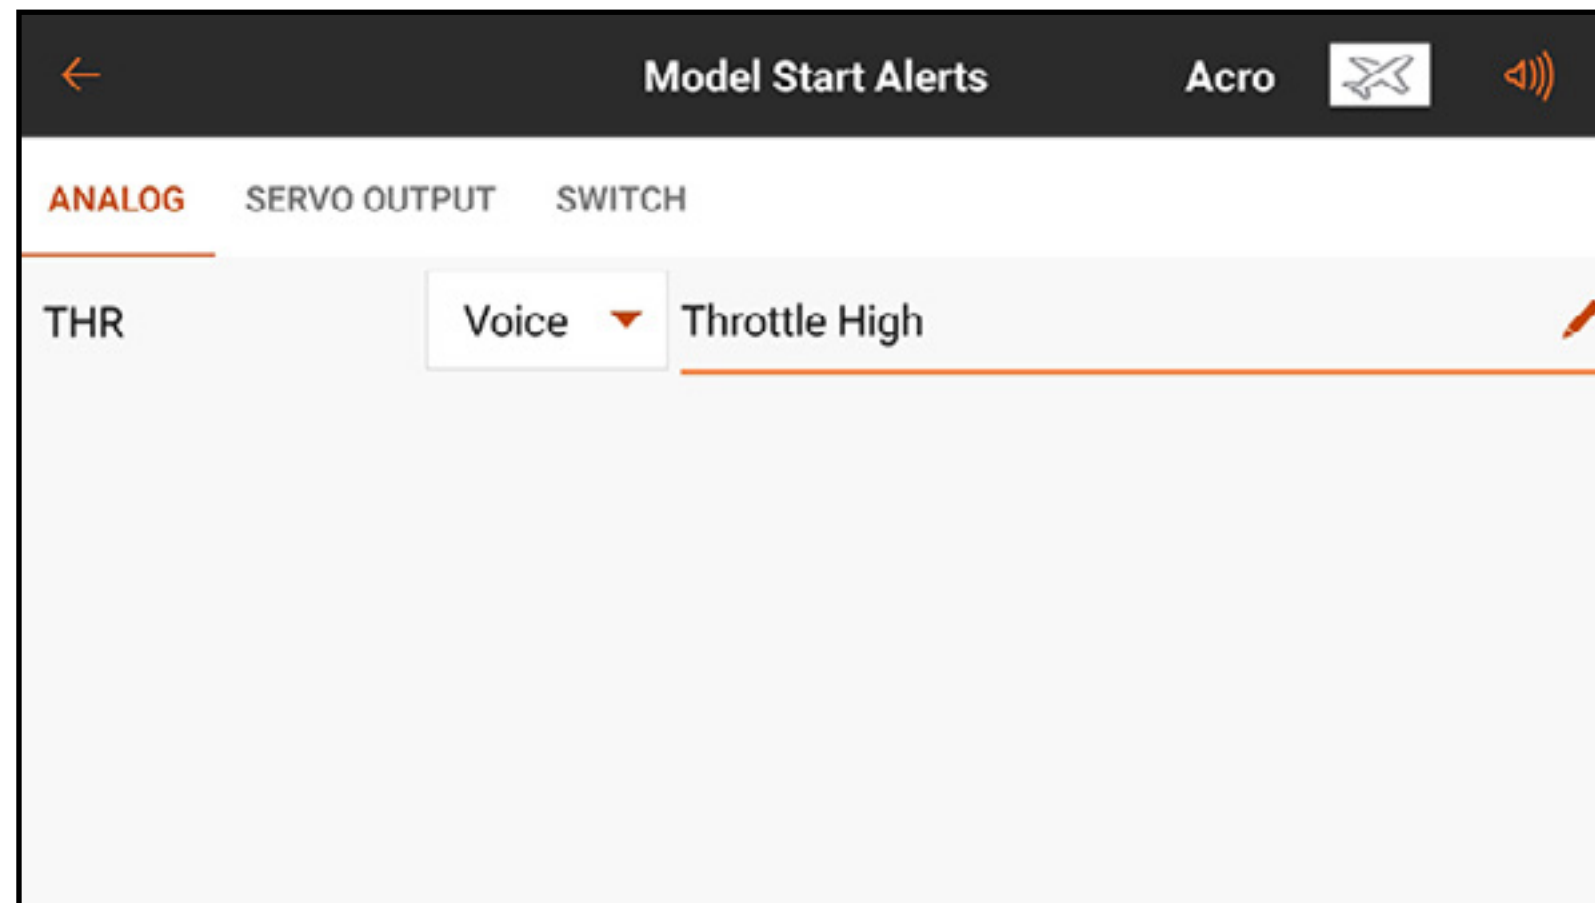 Model Start Alerts Acro
ANALOG SERVO OUTPUT SWITCH
THR Voice Throttle High